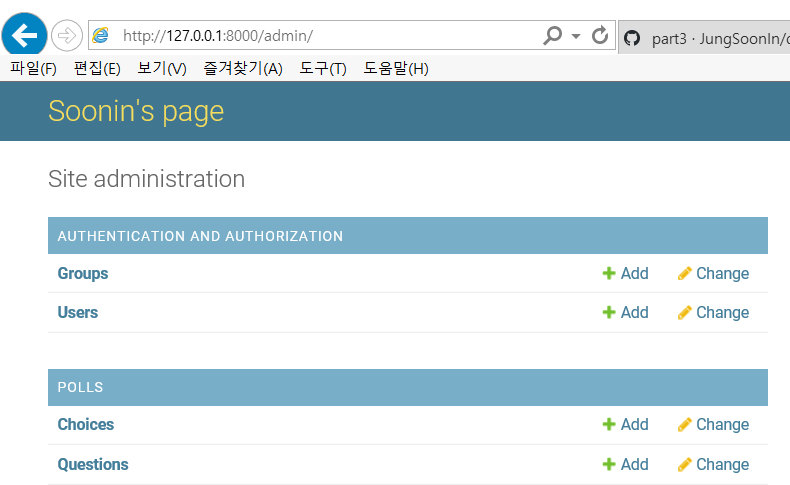 http://127.0.0.1:8000/admin/
part3 · JungSoonIn/
파일(F) 편집(E) 보기(V) 즐겨찾기(A) 도구(T) 도움말(H)
Soonin's page
Site administration
AUTHENTICATION AND AUTHORIZATION
Groups Add Change
Users Add Change
POLLS
Choices Add Change
Questions Add Change